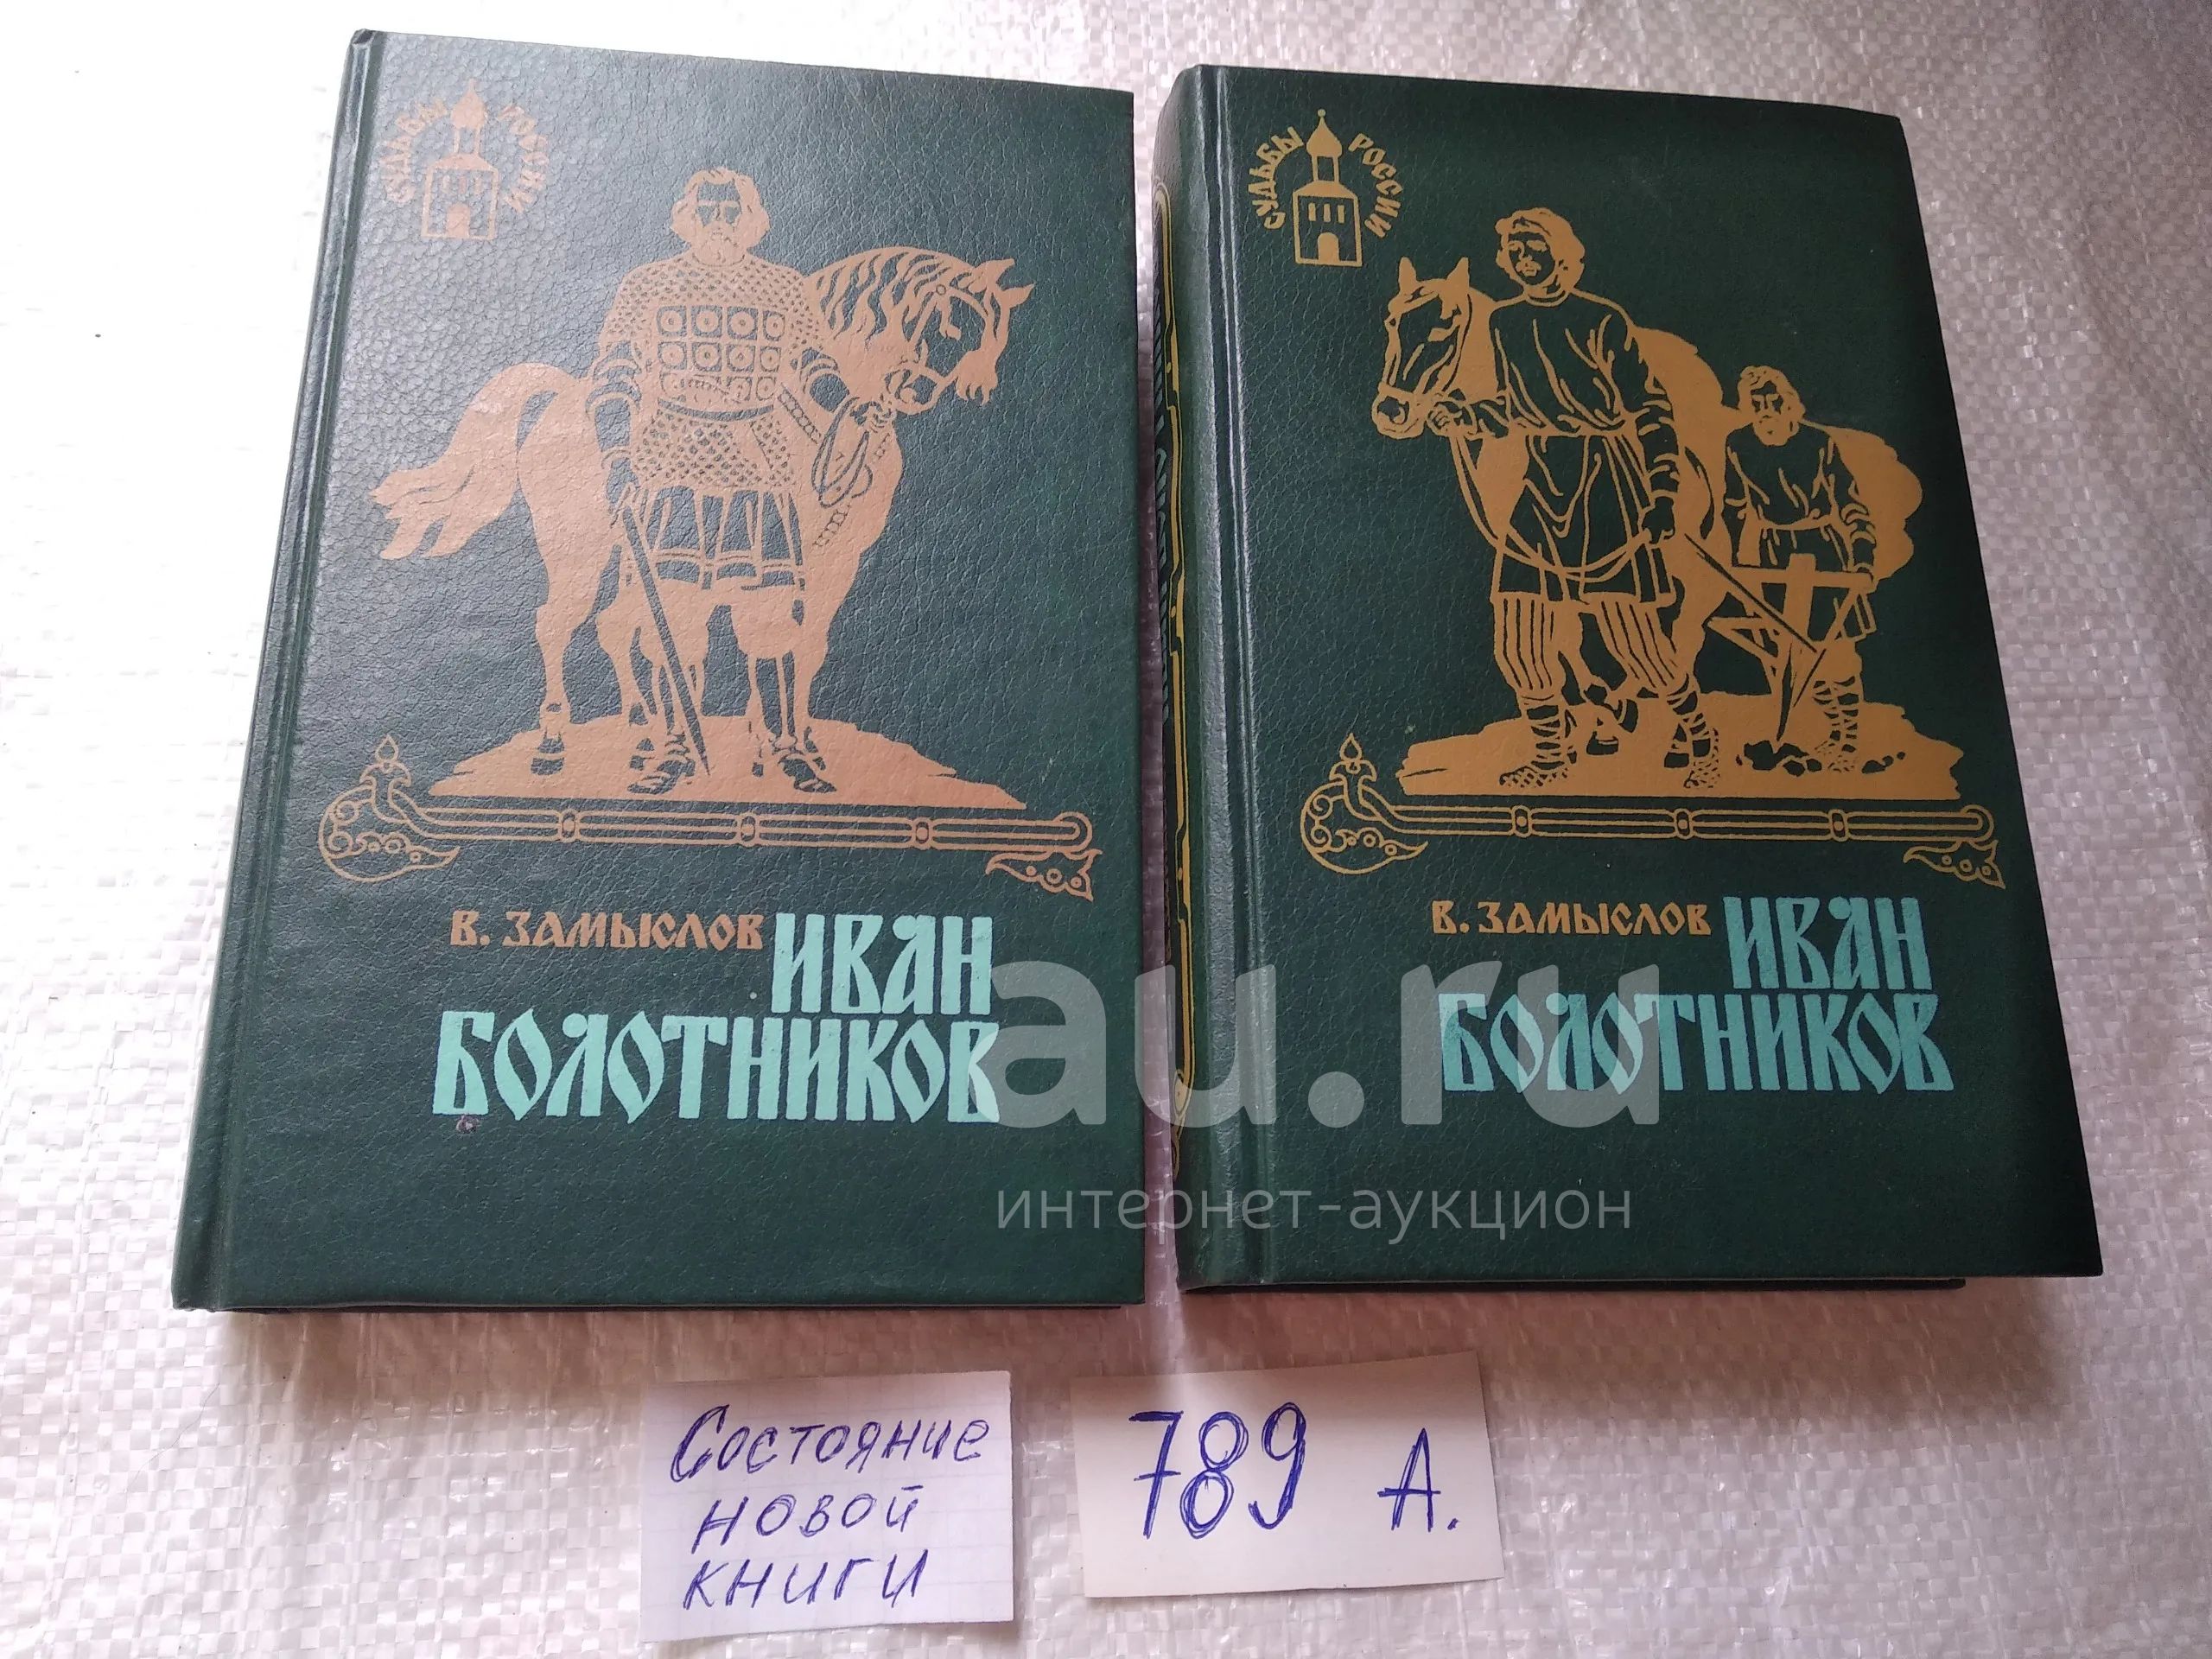 СУДЬБЫ РОССИИ
В. ЗАМЫСЛОВ ИВАН
БОЛОТНИКОВ
СУДЬБЫ РОССИИ
В. ЗАМЫСЛОВ ИВАН
БОЛОТНИКОВ
au.ru
интернет-аукцион
Состояние
новой
книги
789 А.